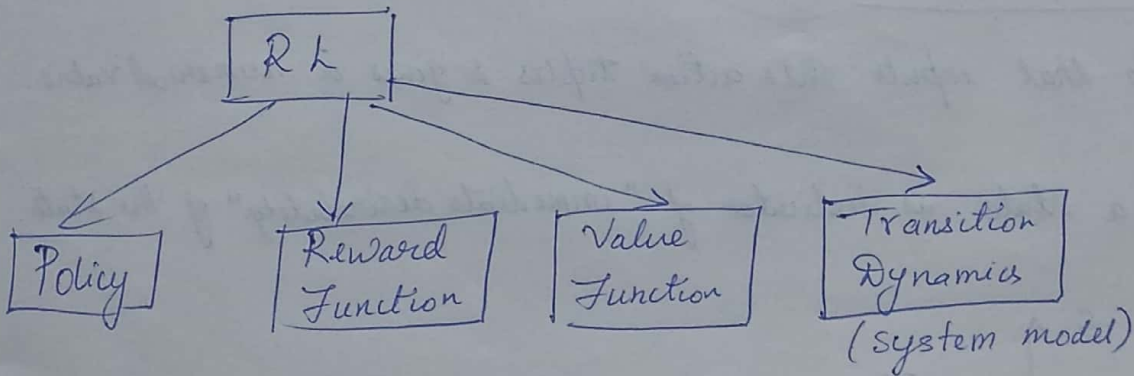 RL
Policy
Reward
Function
Value
Function
Transition
Dynamics
(system model)